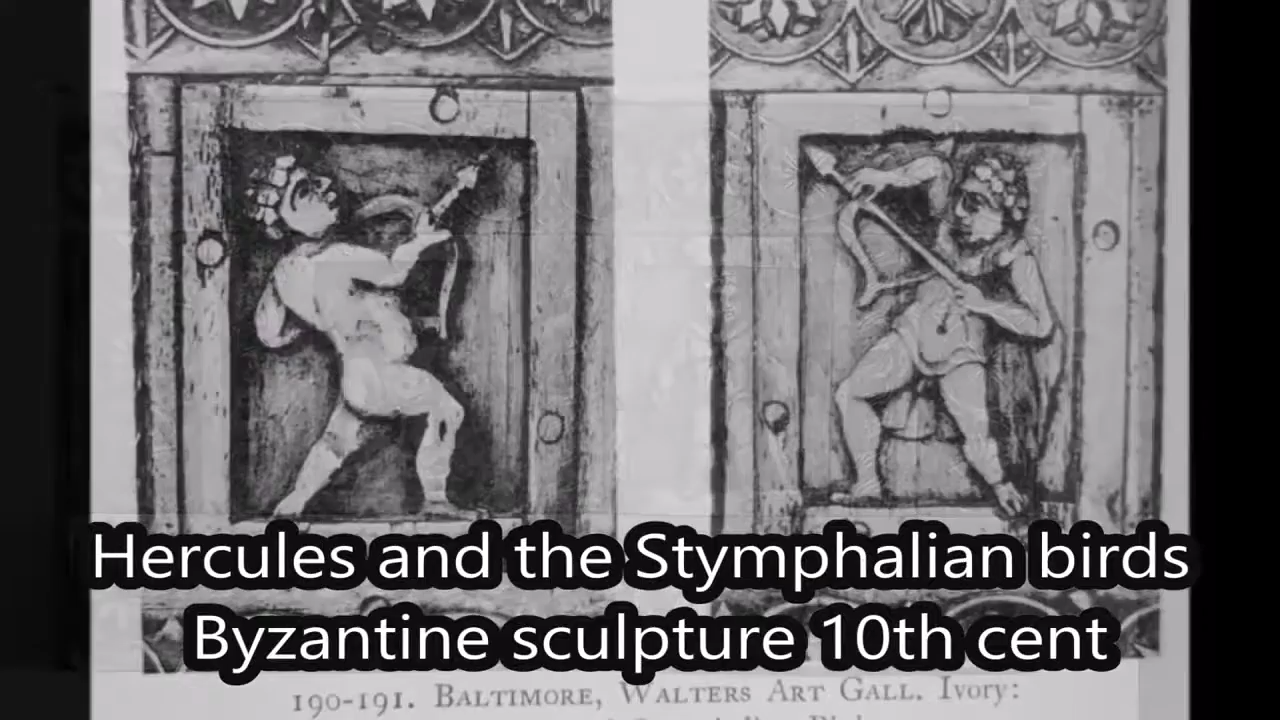 Hercules and the Stymphalian birds
Byzantine sculpture 10th cent
190-191. BALTIMORE, WALTERS ART GALL. Ivory: